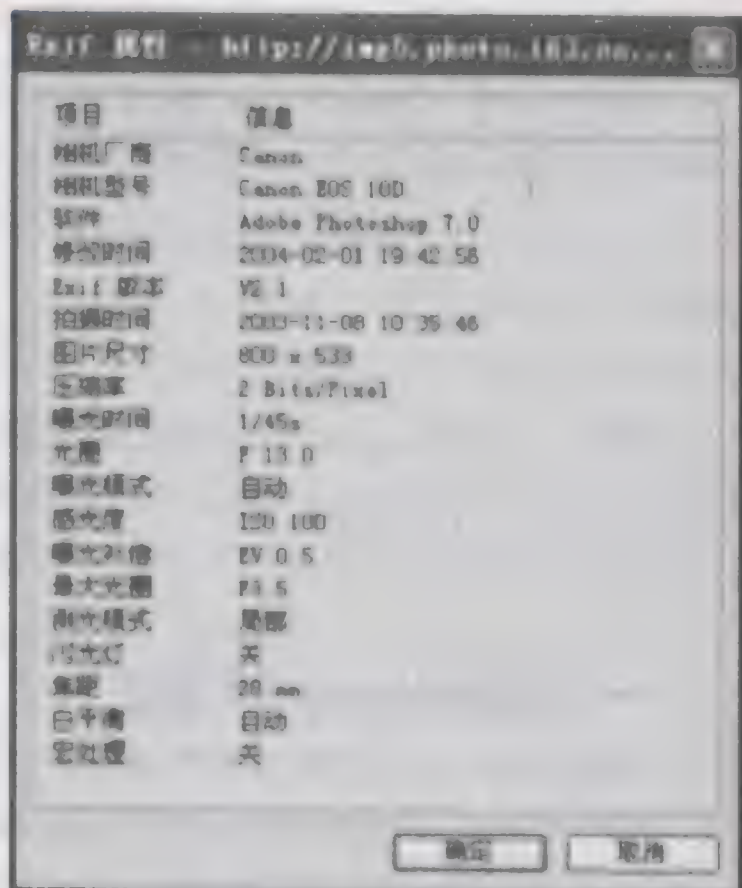 Exif 属性 - http://img5.photo.163.co...
项目 信息
相机厂商 Canon
相机型号 Canon EOS 10D
软件 Adobe Photoshop 7.0
修改时间 2004-02-01 19 42 58
Exif 版本 V2 1
拍摄时间 2003-11-08 10 35 46
图片尺寸 800 x 533
压缩率 2 Bits/Pixel
曝光时间 1/45s
光圈 F 13 0
曝光模式 自动
感光度 ISO 100
曝光补偿 EV 0 5
最大光圈 F3 5
测光模式 局部
闪光灯 关
焦距 28 mm
白平衡 自动
宏处理 关
确定 取消